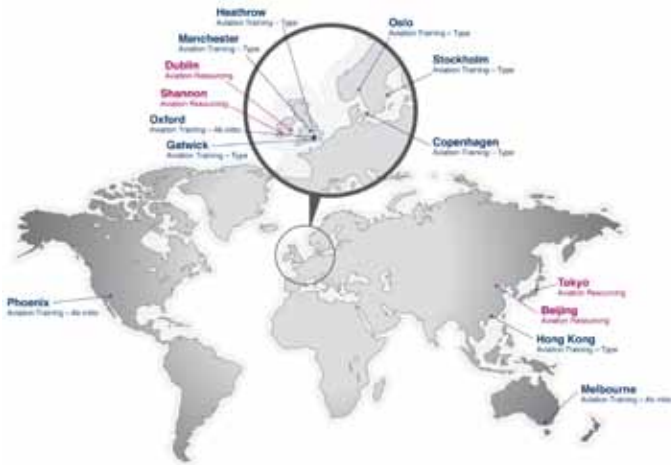 Heathrow
Aviation Training – Type
Manchester
Aviation Training – Type
Dublin
Aviation Resourcing
Shannon
Aviation Resourcing
Oxford
Aviation Training – Ab initio
Gatwick
Aviation Training – Type
Oslo
Aviation Training – Type
Stockholm
Aviation Training – Type
Copenhagen
Aviation Training – Type
Phoenix
Aviation Training – Ab initio
Tokyo
Aviation Resourcing
Beijing
Aviation Resourcing
Hong Kong
Aviation Training – Type
Melbourne
Aviation Training – Ab initio